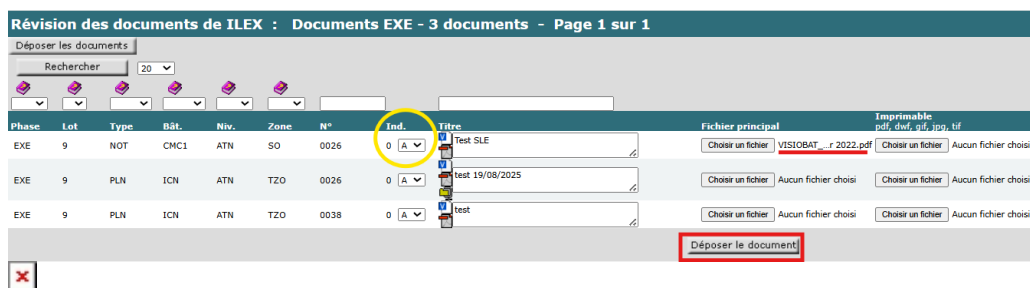 Révision des documents de ILEX : Documents EXE - 3 documents - Page 1 sur 1
Déposer les documents
Rechercher 20
Phase Lot Type Bât. Niv. Zone N° Ind. Titre Fichier principal Imprimable
pdf, dwf, gif, jpg, tif
EXE 9 NOT CMC1 ATN SO 0026 0 A Test SLE Choisir un fichier VISIOBAT_...r 2022.pdf Choisir un fichier Aucun fichier choisi
EXE 9 PLN ICN ATN TZO 0026 0 A test 19/08/2025 Choisir un fichier Aucun fichier choisi Choisir un fichier Aucun fichier choisi
EXE 9 PLN ICN ATN TZO 0038 0 A test Choisir un fichier Aucun fichier choisi Choisir un fichier Aucun fichier choisi
Déposer le document